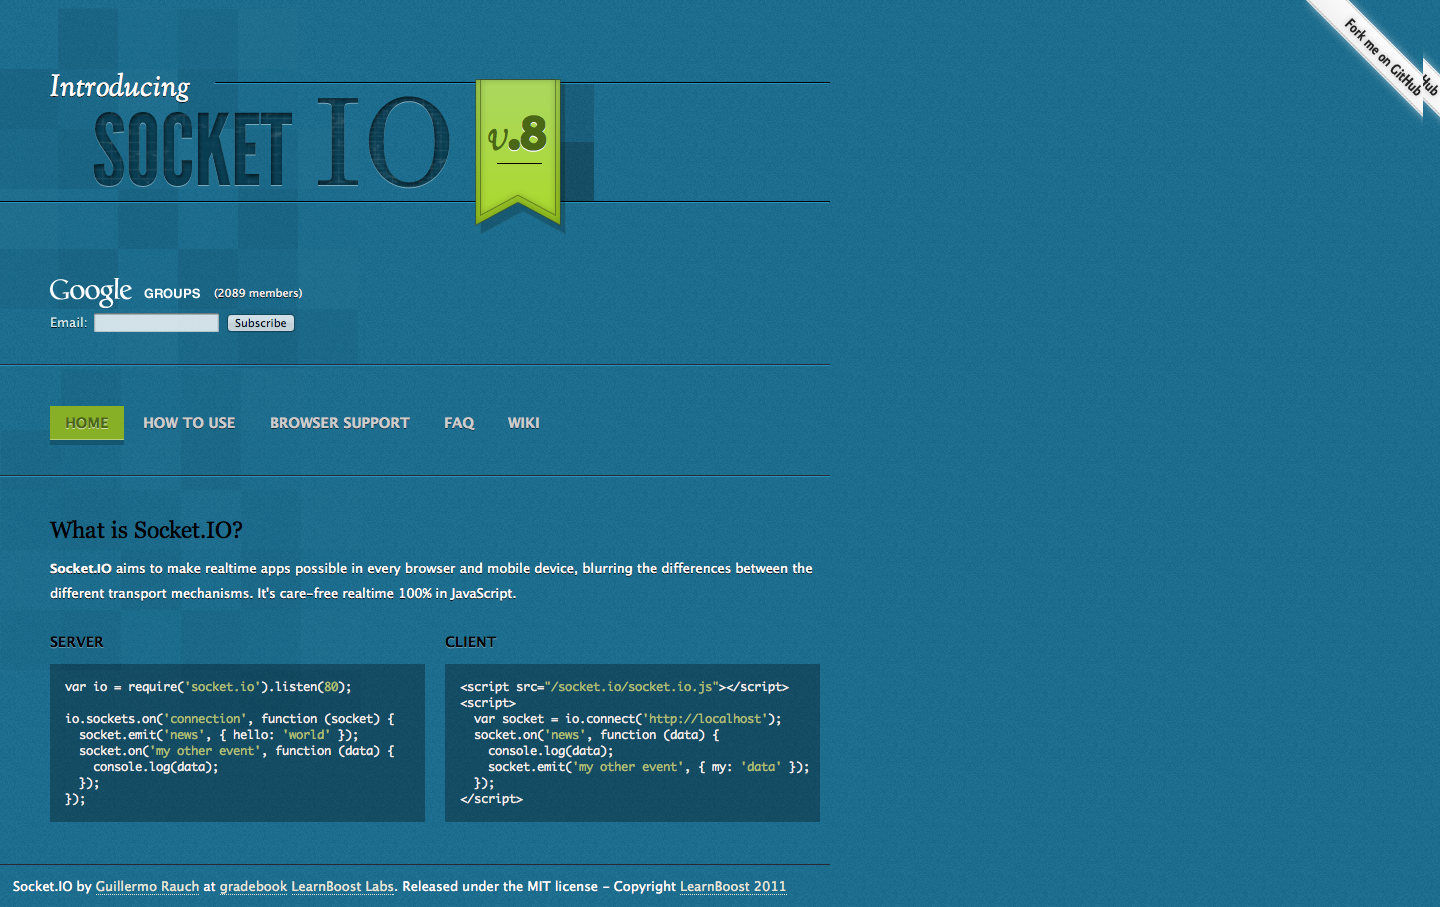 Fork me on GitHub
Hub
Introducing
SOCKET IO
v.8
Google GROUPS (2089 members)
Email: Subscribe
HOME HOW TO USE BROWSER SUPPORT FAQ WIKI
What is Socket.IO?
Socket.IO aims to make realtime apps possible in every browser and mobile device, blurring the differences between the
different transport mechanisms. It's care-free realtime 100% in JavaScript.
SERVER
var io = require('socket.io').listen(80);

io.sockets.on('connection', function (socket) {
  socket.emit('news', { hello: 'world' });
  socket.on('my other event', function (data) {
    console.log(data);
  });
});
CLIENT
<script src="/socket.io/socket.io.js"></script>
<script>
  var socket = io.connect('http://localhost');
  socket.on('news', function (data) {
    console.log(data);
    socket.emit('my other event', { my: 'data' });
  });
</script>
Socket.IO by Guillermo Rauch at gradebook LearnBoost Labs. Released under the MIT license - Copyright LearnBoost 2011